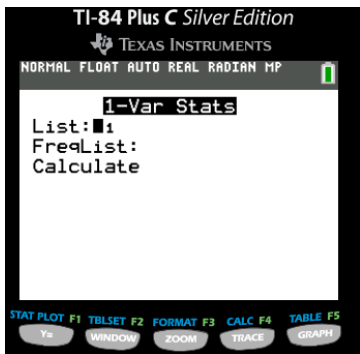 TI-84 Plus C Silver Edition
TEXAS INSTRUMENTS
NORMAL FLOAT AUTO REAL RADIAN MP
1-Var Stats
List:1
FreqList:
Calculate
STAT PLOT F1 TBLSET F2 FORMAT F3 CALC F4 TABLE F5
Y= WINDOW ZOOM TRACE GRAPH